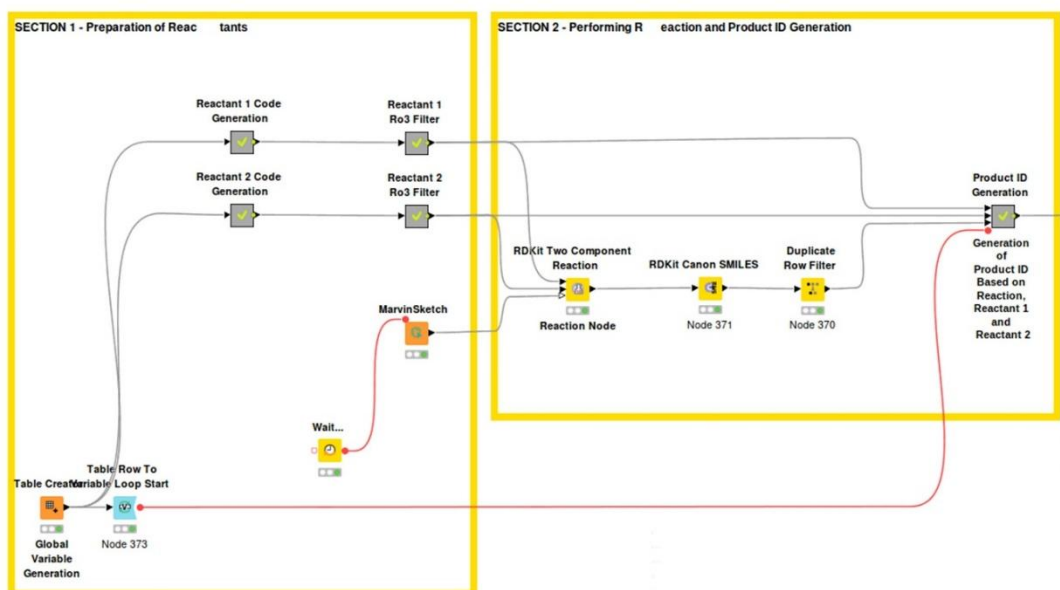 SECTION 1 - Preparation of Reac tants
SECTION 2 - Performing R eaction and Product ID Generation
Reactant 1 Code
Generation
Reactant 1
Ro3 Filter
Reactant 2 Code
Generation
Reactant 2
Ro3 Filter
Product ID
Generation
RDKit Two Component
Reaction
Reaction Node
RDKit Canon SMILES
Node 371
Duplicate
Row Filter
Node 370
Generation
of
Product ID
Based on
Reaction,
Reactant 1
and
Reactant 2
MarvinSketch
Wait...
Table Creator
Global
Variable
Generation
Table Row To
Variable Loop Start
Node 373